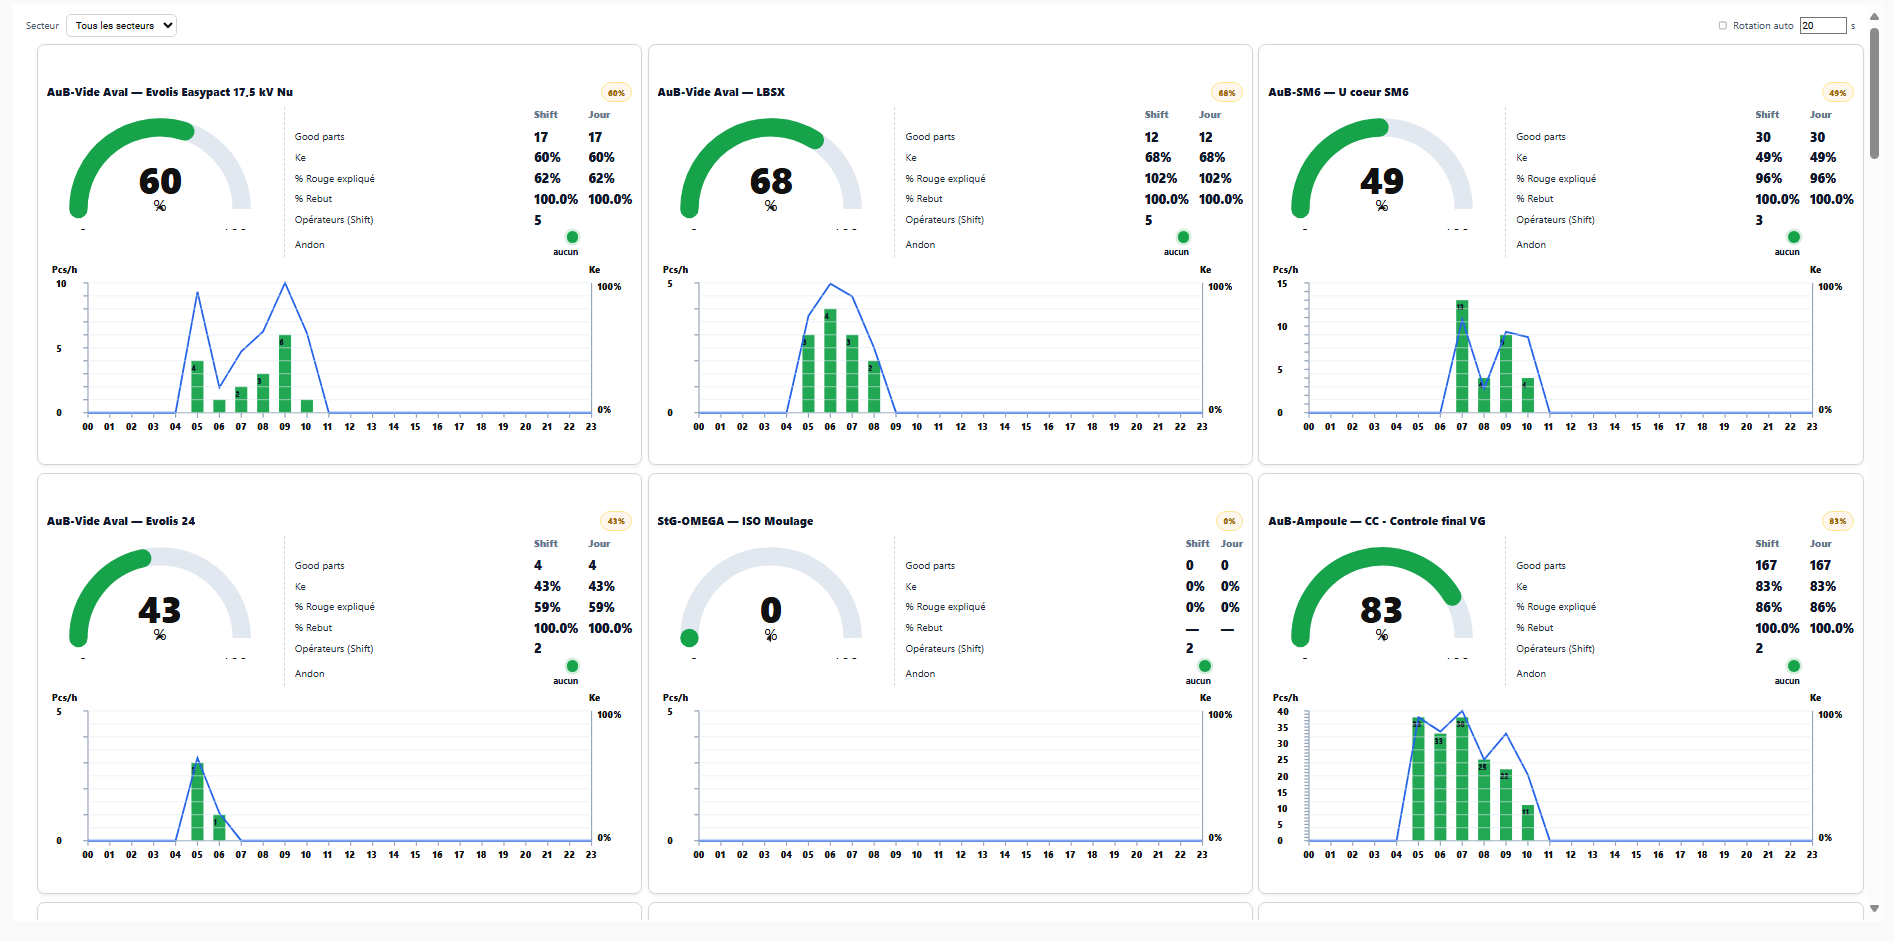 Secteur Tous les secteurs Rotation auto 20 s
AuB-Vide Aval — Evolis Easypact 17,5 kV Nu 60%
Shift Jour
Good parts 17 17
Ke 60% 60%
% Rouge expliqué 62% 62%
% Rebut 100.0% 100.0%
Opérateurs (Shift) 5
Andon aucun
60
%
Pcs/h Ke
10 100%
5
0 0%
4 2 3 6
00 01 02 03 04 05 06 07 08 09 10 11 12 13 14 15 16 17 18 19 20 21 22 23
AuB-Vide Aval — LBSX 68%
Shift Jour
Good parts 12 12
Ke 68% 68%
% Rouge expliqué 102% 102%
% Rebut 100.0% 100.0%
Opérateurs (Shift) 5
Andon aucun
68
%
Pcs/h Ke
5 100%
0 0%
3 4 3 2
00 01 02 03 04 05 06 07 08 09 10 11 12 13 14 15 16 17 18 19 20 21 22 23
AuB-SM6 — U coeur SM6 49%
Shift Jour
Good parts 30 30
Ke 49% 49%
% Rouge expliqué 96% 96%
% Rebut 100.0% 100.0%
Opérateurs (Shift) 3
Andon aucun
49
%
Pcs/h Ke
15 100%
10
5
0 0%
13 4 9 4
00 01 02 03 04 05 06 07 08 09 10 11 12 13 14 15 16 17 18 19 20 21 22 23
AuB-Vide Aval — Evolis 24 43%
Shift Jour
Good parts 4 4
Ke 43% 43%
% Rouge expliqué 59% 59%
% Rebut 100.0% 100.0%
Opérateurs (Shift) 2
Andon aucun
43
%
Pcs/h Ke
5 100%
0 0%
3 1
00 01 02 03 04 05 06 07 08 09 10 11 12 13 14 15 16 17 18 19 20 21 22 23
StG-OMEGA — ISO Moulage 0%
Shift Jour
Good parts 0 0
Ke 0% 0%
% Rouge expliqué 0% 0%
% Rebut — —
Opérateurs (Shift) 2
Andon aucun
0
%
Pcs/h Ke
5 100%
0 0%
00 01 02 03 04 05 06 07 08 09 10 11 12 13 14 15 16 17 18 19 20 21 22 23
AuB-Ampoule — CC - Controle final VG 83%
Shift Jour
Good parts 167 167
Ke 83% 83%
% Rouge expliqué 86% 86%
% Rebut 100.0% 100.0%
Opérateurs (Shift) 2
Andon aucun
83
%
Pcs/h Ke
40 100%
35
30
25
20
15
10
5
0 0%
38 33 38 25 22 11
00 01 02 03 04 05 06 07 08 09 10 11 12 13 14 15 16 17 18 19 20 21 22 23